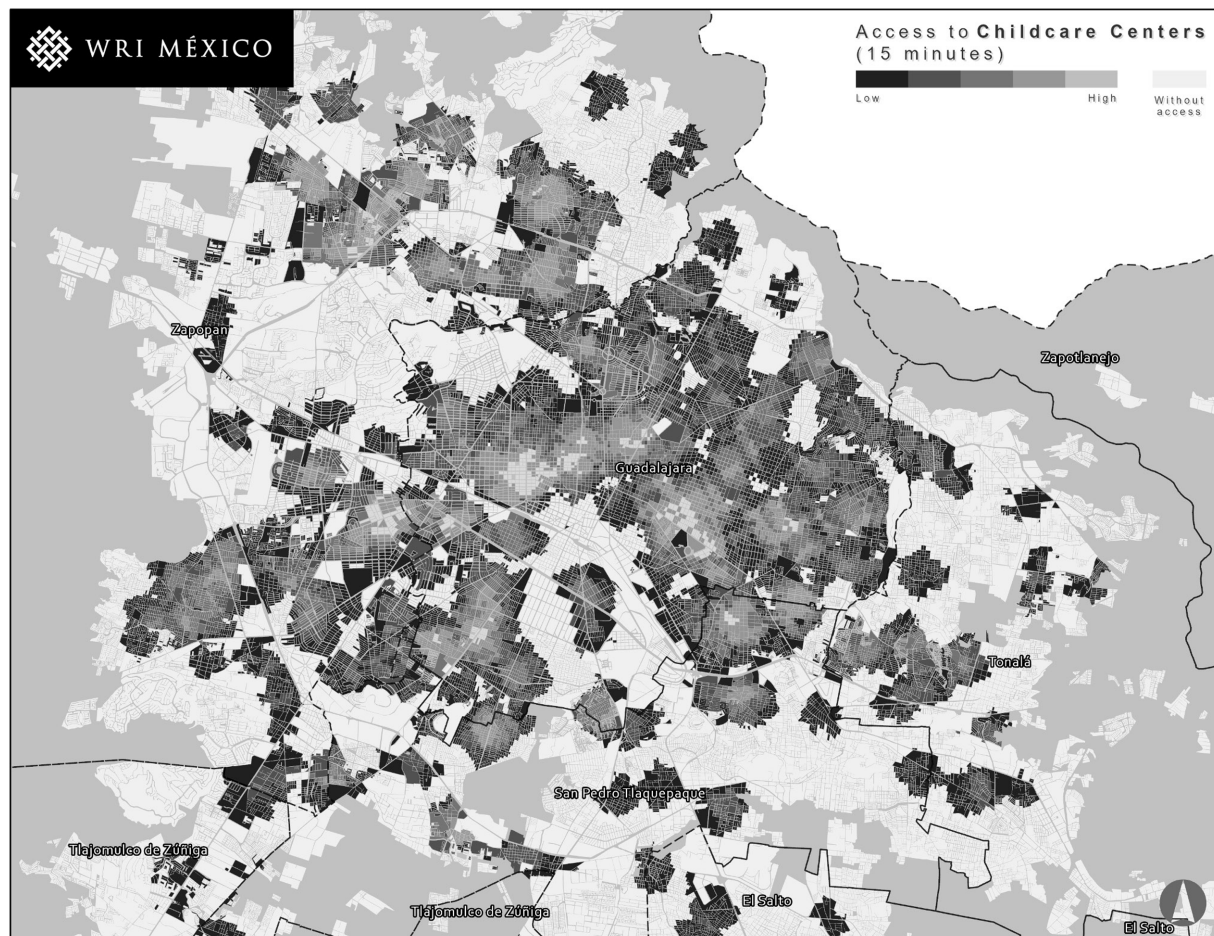 WRI MÉXICO
Access to Childcare Centers
(15 minutes)
Low
High
Without
access
Zapopan
Zapotlanejo
Guadalajara
Tonalá
San Pedro Tlaquepaque
Tlajomulco de Zúñiga
El Salto
Tlajomulco de Zúñiga
El Salto